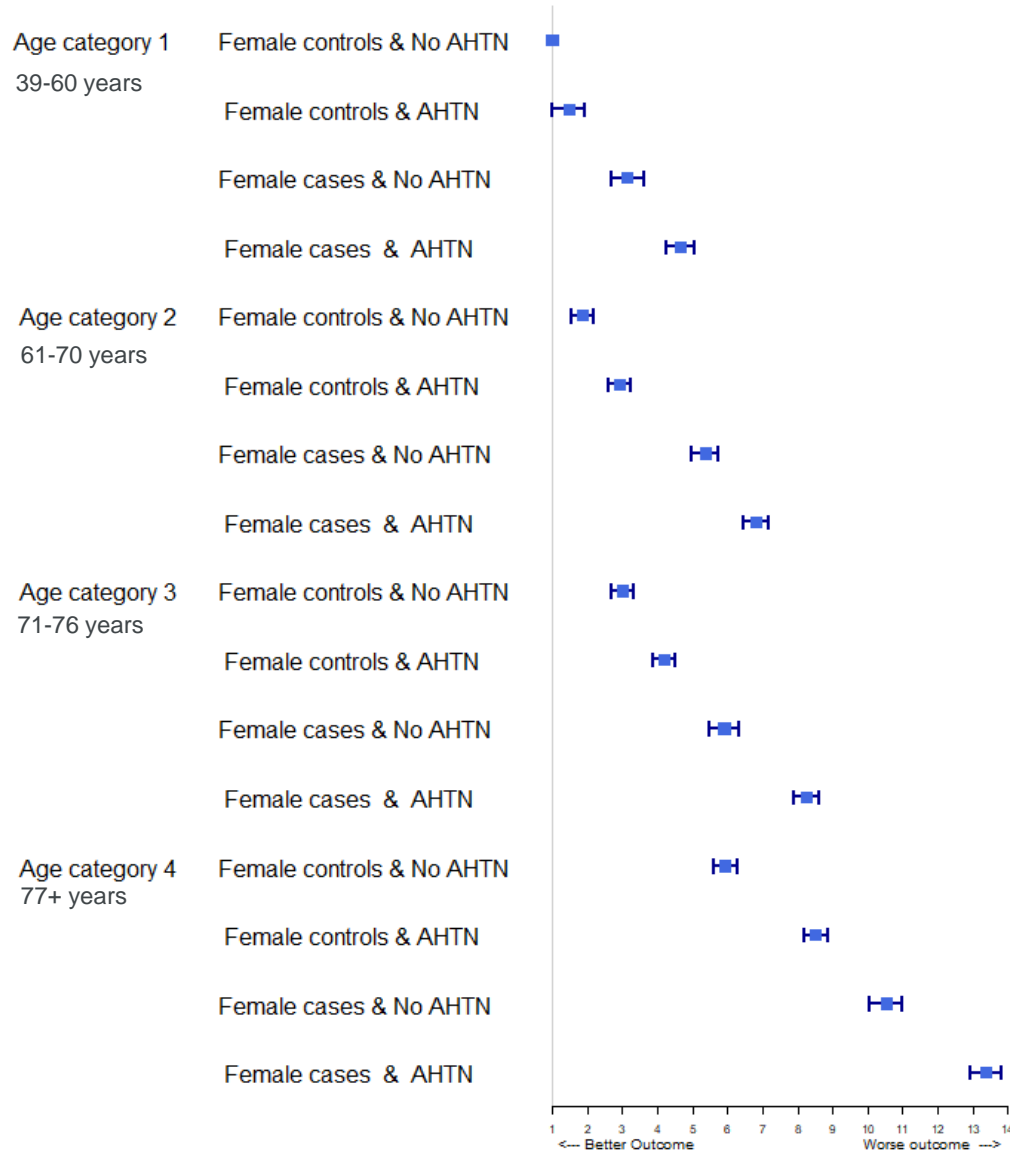 Age category 1 Female controls & No AHTN
39-60 years
Female controls & AHTN
Female cases & No AHTN
Female cases & AHTN
Age category 2 Female controls & No AHTN
61-70 years
Female controls & AHTN
Female cases & No AHTN
Female cases & AHTN
Age category 3 Female controls & No AHTN
71-76 years
Female controls & AHTN
Female cases & No AHTN
Female cases & AHTN
Age category 4 Female controls & No AHTN
77+ years
Female controls & AHTN
Female cases & No AHTN
Female cases & AHTN
1 2 3 4 5 6 7 8 9 10 11 12 13 14
<--- Better Outcome Worse outcome --->